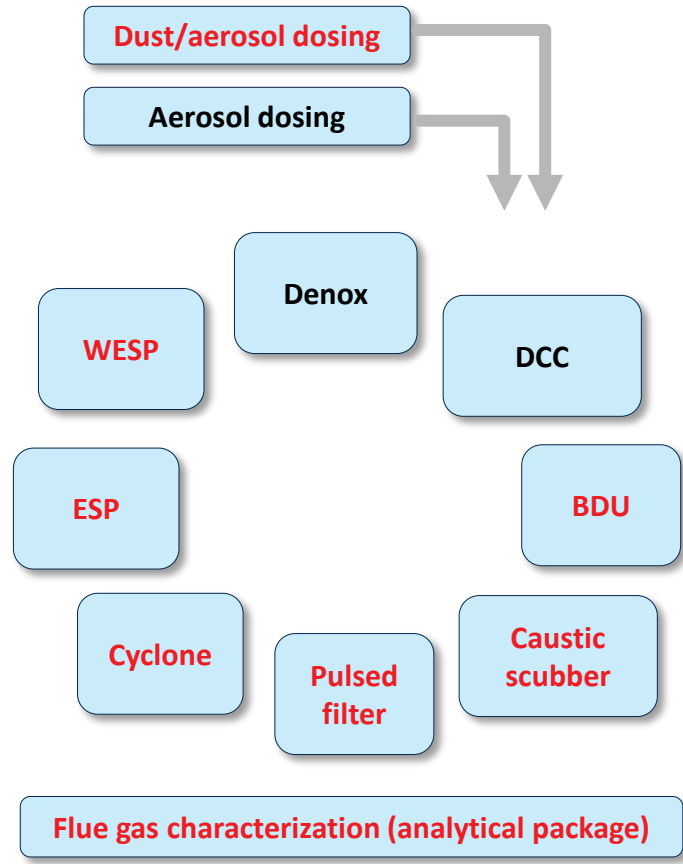 Dust/aerosol dosing
Aerosol dosing
Denox
WESP
DCC
ESP
BDU
Cyclone
Pulsed
filter
Caustic
scubber
Flue gas characterization (analytical package)